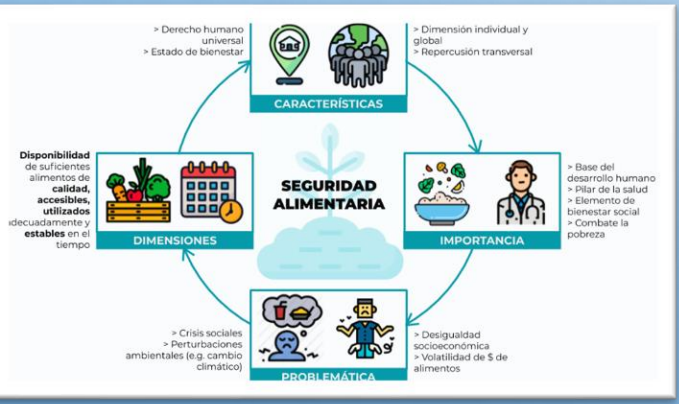 > Derecho humano
universal
> Estado de bienestar
> Dimensión individual y
global
> Repercusión transversal
CARACTERÍSTICAS
Disponibilidad
de suficientes
alimentos de
calidad,
accesibles,
utilizados
adecuadamente y
estables en el
tiempo
DIMENSIONES
SEGURIDAD
ALIMENTARIA
IMPORTANCIA
> Base del
desarrollo humano
> Pilar de la salud
> Elemento de
bienestar social
> Combate la
pobreza
> Crisis sociales
> Perturbaciones
ambientales (e.g. cambio
climático)
PROBLEMÁTICA
> Desigualdad
socioeconómica
> Volatilidad de $ de
alimentos